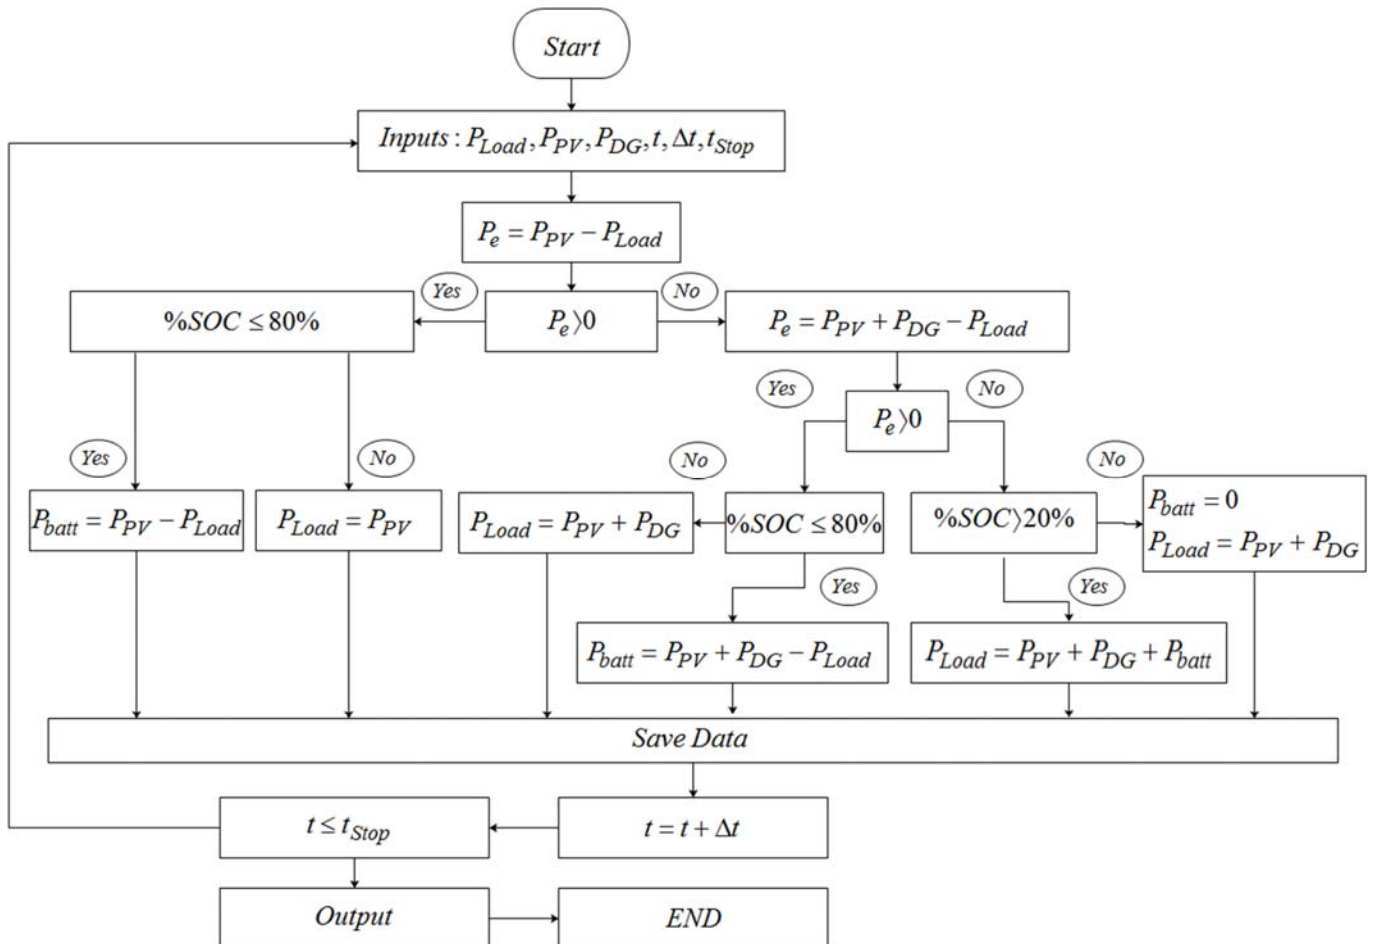 Start
Inputs : P_Load, P_PV, P_DG, t, Δt, t_Stop
P_e = P_PV − P_Load
Yes
No
%SOC ≤ 80%
P_e⟩0
P_e = P_PV + P_DG − P_Load
Yes
No
P_e⟩0
Yes
No
No
No
P_batt = P_PV − P_Load
P_Load = P_PV
P_Load = P_PV + P_DG
%SOC ≤ 80%
%SOC⟩20%
P_batt = 0
P_Load = P_PV + P_DG
Yes
Yes
P_batt = P_PV + P_DG − P_Load
P_Load = P_PV + P_DG + P_batt
Save Data
t ≤ t_Stop
t = t + Δt
Output
END